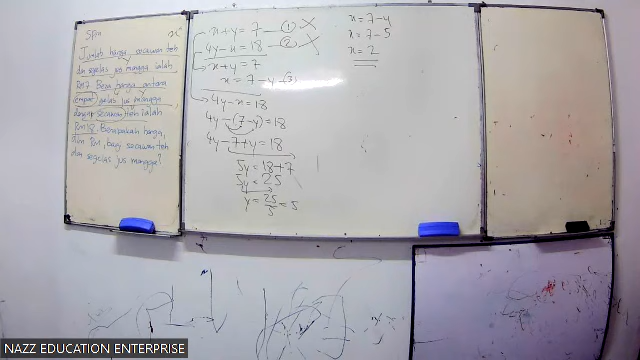 SPM
Jumlah harga secawan teh
dan segelas jus mangga ialah
RM7. Beza harga antara
empat gelas jus mangga
dengan secawan teh ialah
RM18. Berapakah harga,
dlm RM, bagi secawan teh
dan segelas jus mangga?
x + y = 7 — ①
4y - x = 18 — ②
x + y = 7
x = 7 - y — ③
4y - x = 18
4y - (7 - y) = 18
4y - 7 + y = 18
5y = 18 + 7
5y = 25
y = 25/5 = 5
x = 7 - y
x = 7 - 5
x = 2
NAZZ EDUCATION ENTERPRISE